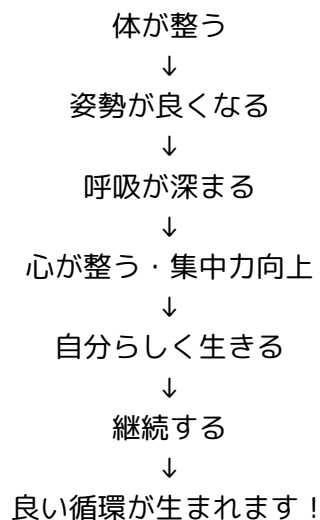 体が整う
↓
姿勢が良くなる
↓
呼吸が深まる
↓
心が整う・集中力向上
↓
自分らしく生きる
↓
継続する
↓
良い循環が生まれます！